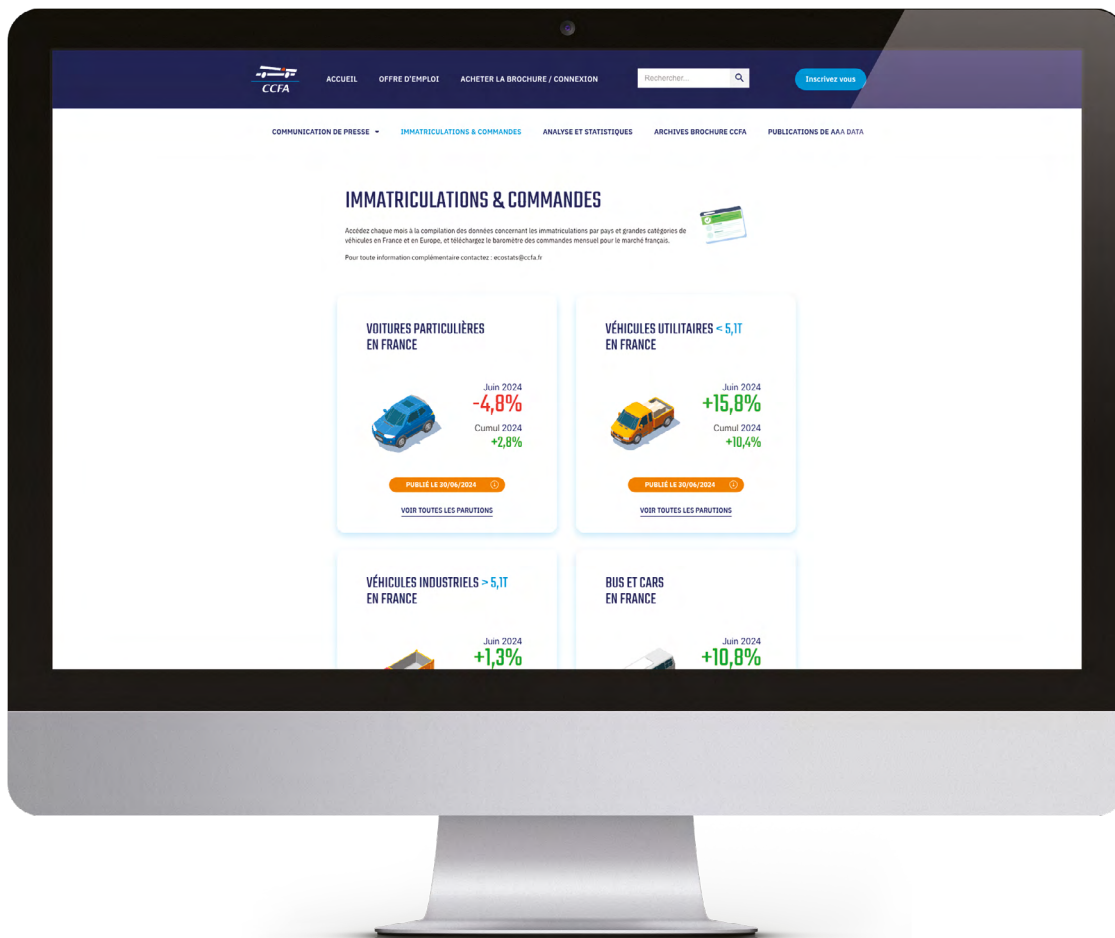 CCFA
ACCUEIL
OFFRE D'EMPLOI
ACHETER LA BROCHURE / CONNEXION
Rechercher...
Inscrivez vous
COMMUNICATION DE PRESSE
IMMATRICULATIONS & COMMANDES
ANALYSE ET STATISTIQUES
ARCHIVES BROCHURE CCFA
PUBLICATIONS DE AAA DATA
IMMATRICULATIONS & COMMANDES
Accédez chaque mois à la compilation des données concernant les immatriculations par pays et grandes catégories de
véhicules en France et en Europe, et téléchargez le baromètre des commandes mensuel pour le marché français.
Pour toute information complémentaire contactez : ecostats@ccfa.fr
VOITURES PARTICULIÈRES
EN FRANCE
Juin 2024
-4,8%
Cumul 2024
+2,8%
PUBLIÉ LE 30/06/2024
VOIR TOUTES LES PARUTIONS
VÉHICULES UTILITAIRES < 5,1T
EN FRANCE
Juin 2024
+15,8%
Cumul 2024
+10,4%
PUBLIÉ LE 30/06/2024
VOIR TOUTES LES PARUTIONS
VÉHICULES INDUSTRIELS > 5,1T
EN FRANCE
Juin 2024
+1,3%
BUS ET CARS
EN FRANCE
Juin 2024
+10,8%